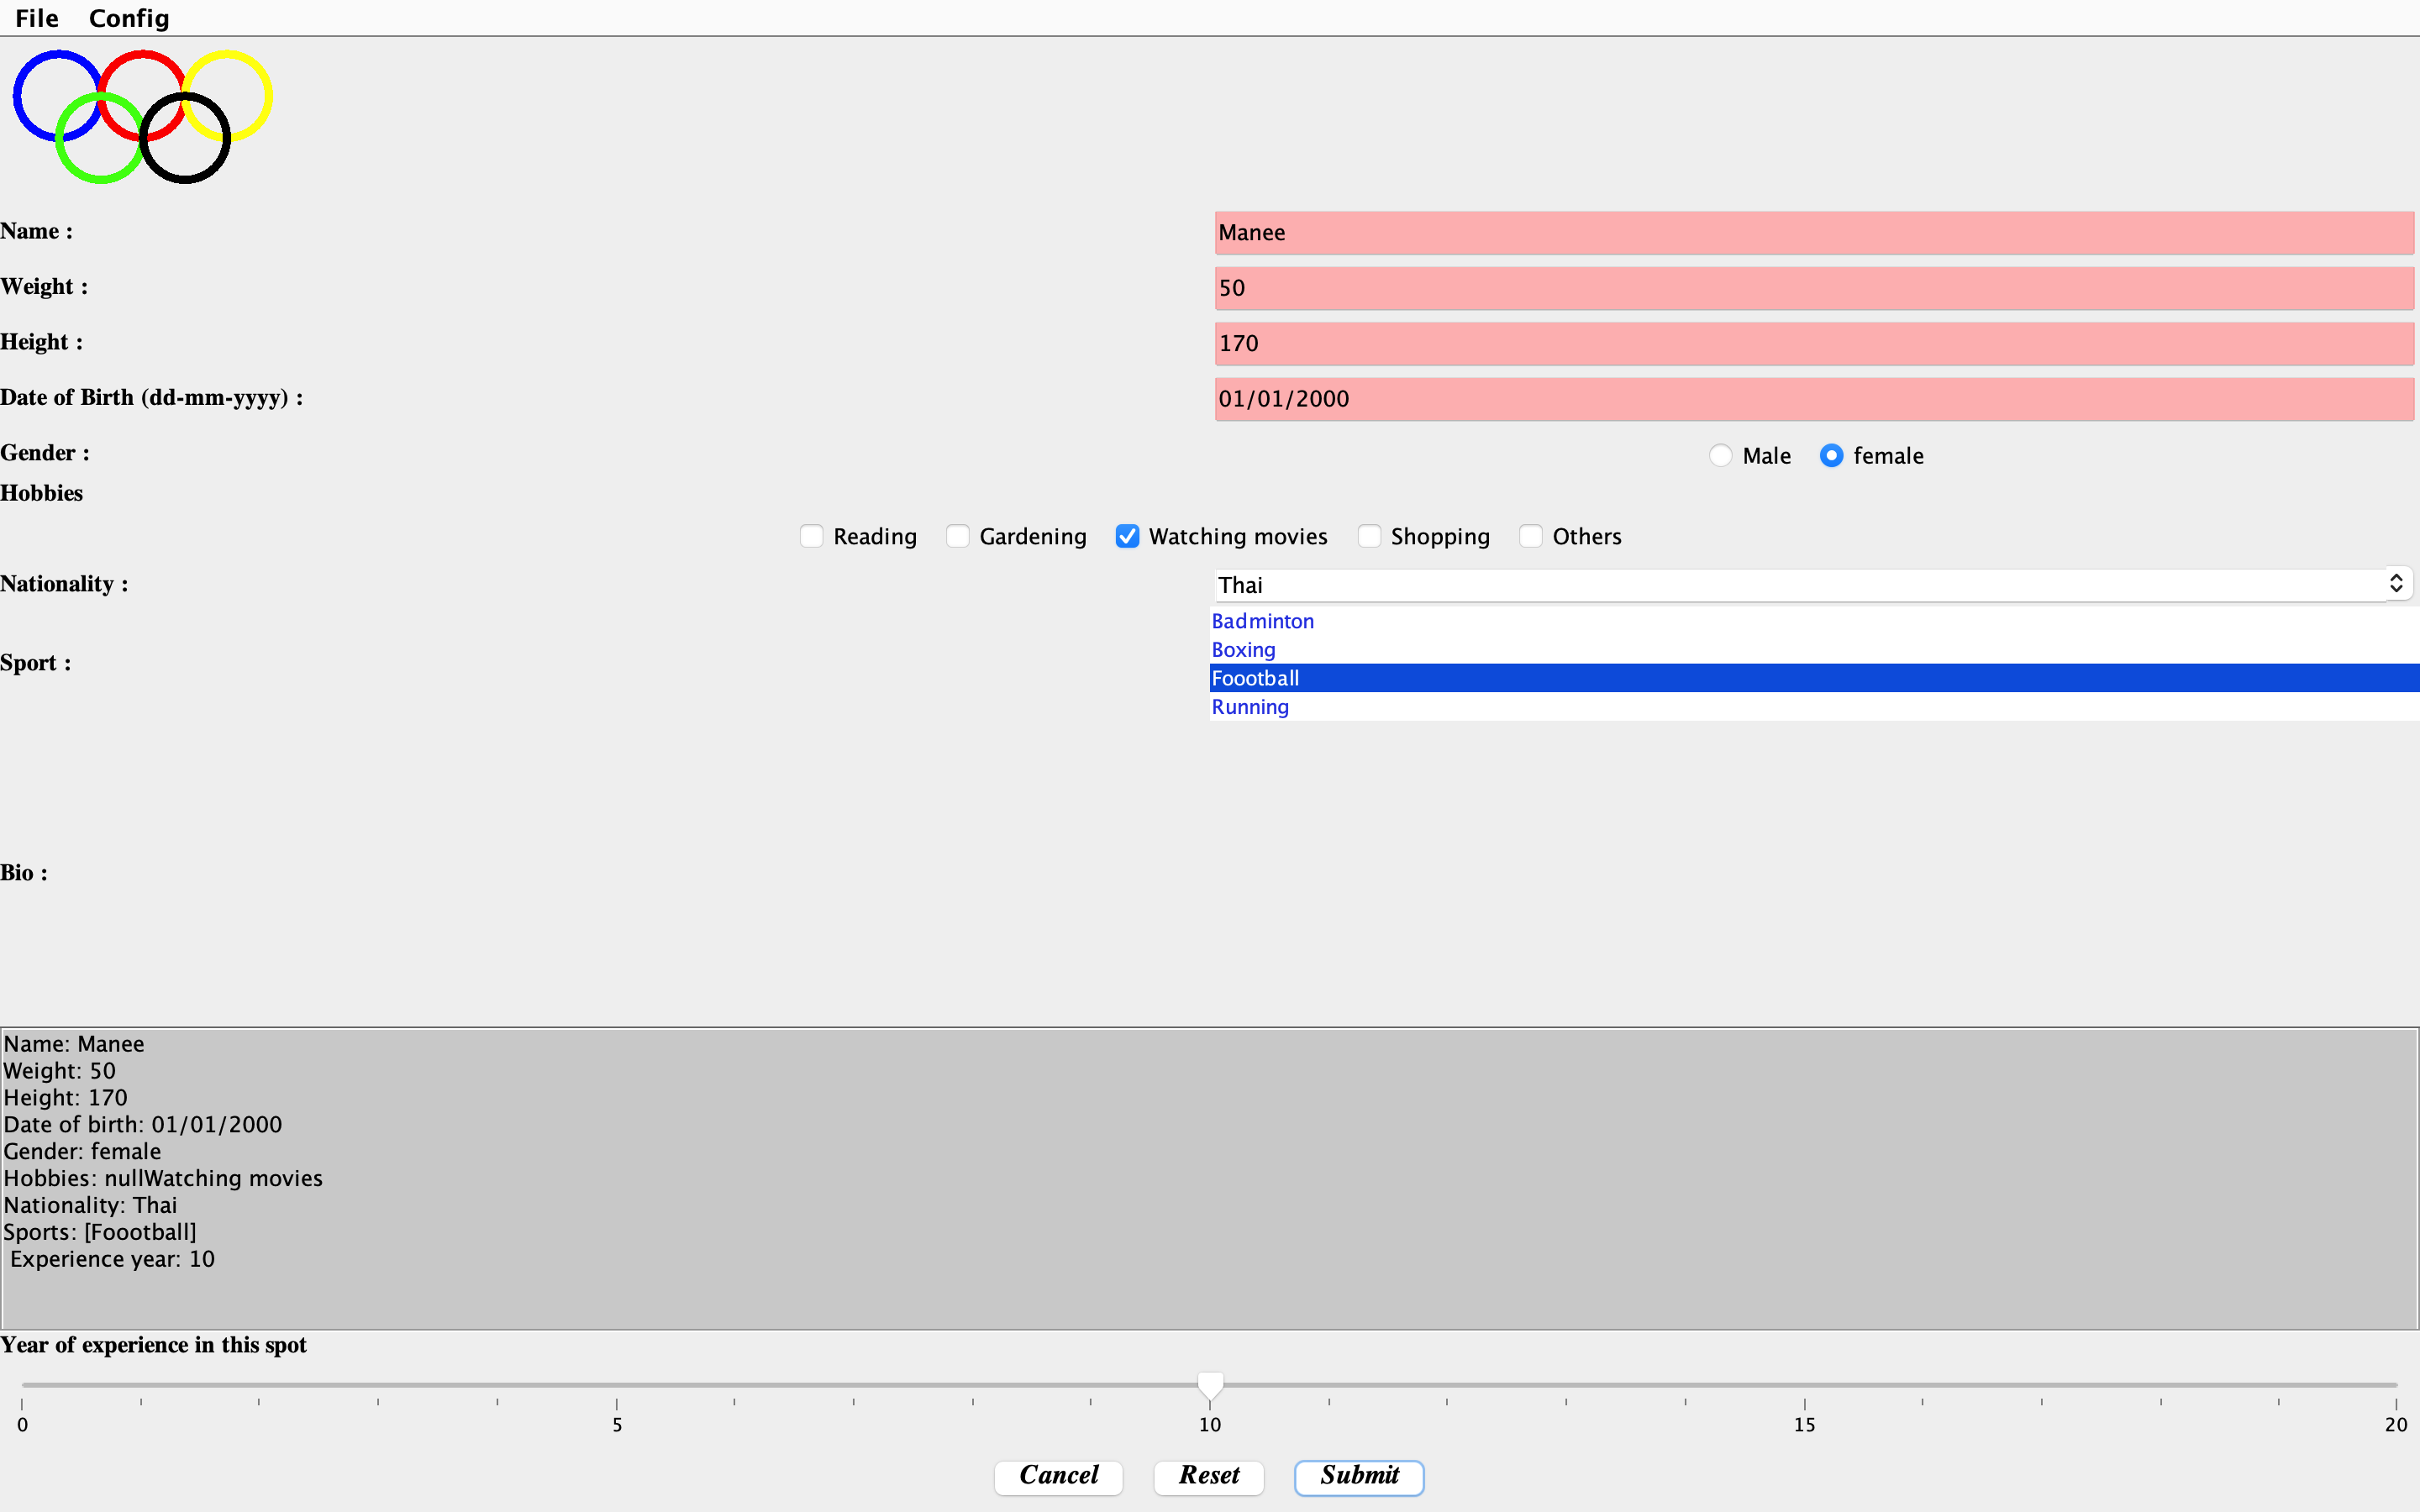 File Config
Name : Manee
Weight : 50
Height : 170
Date of Birth (dd-mm-yyyy) : 01/01/2000
Gender : Male female
Hobbies
Reading Gardening Watching movies Shopping Others
Nationality : Thai
Sport :
Badminton
Boxing
Foootball
Running
Bio :
Name: Manee
Weight: 50
Height: 170
Date of birth: 01/01/2000
Gender: female
Hobbies: nullWatching movies
Nationality: Thai
Sports: [Foootball]
Experience year: 10
Year of experience in this spot
0 5 10 15 20
Cancel Reset Submit